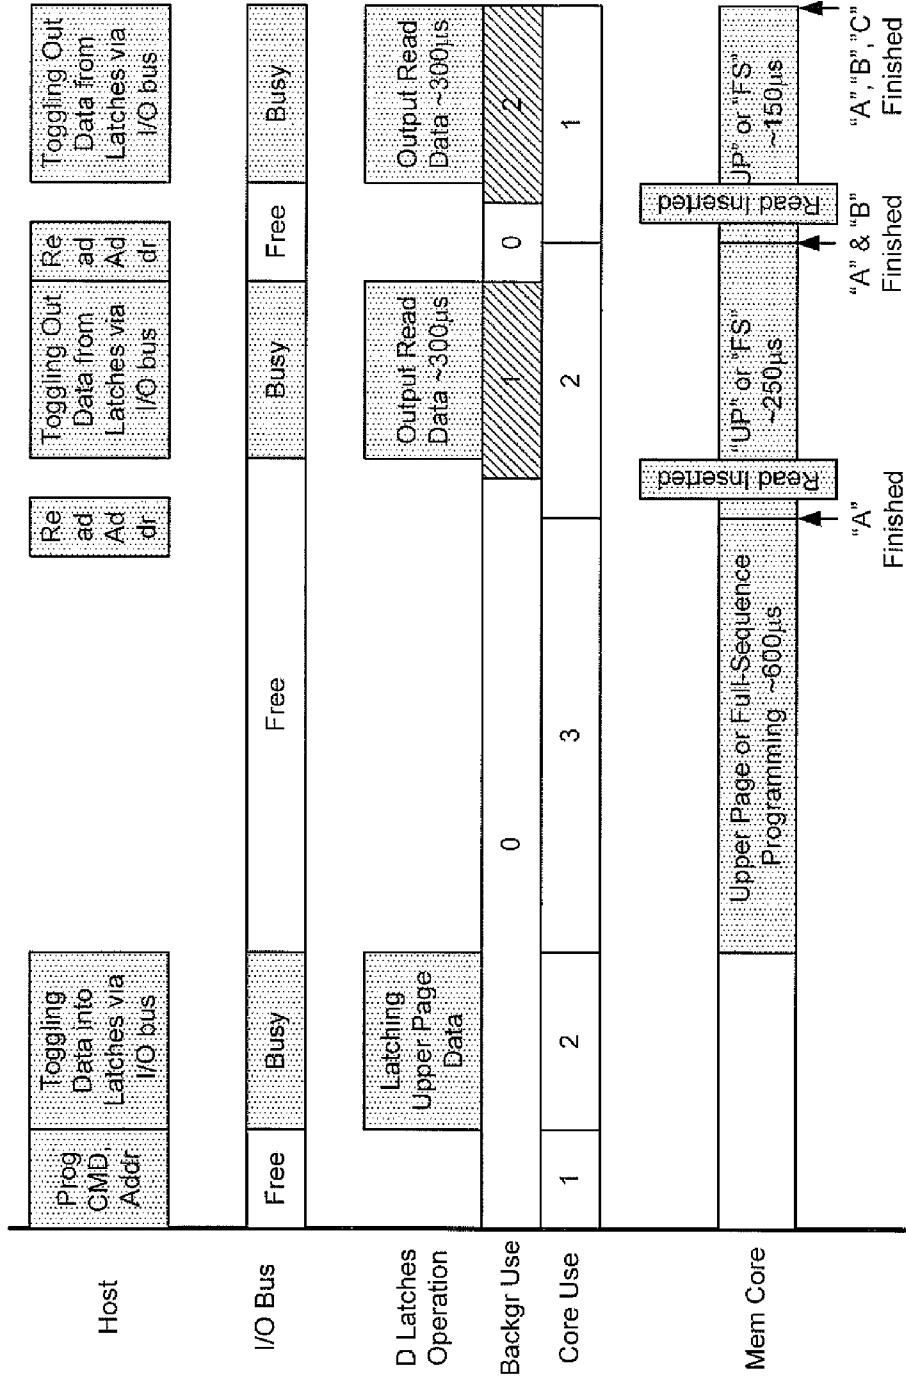 Host
Prog
CMD,
Addr
Toggling
Data into
Latches via
I/O bus
Re
ad
Ad
dr
Toggling Out
Data from
Latches via
I/O bus
Re
ad
Ad
dr
Toggling Out
Data from
Latches via
I/O bus
I/O Bus
Free
Busy
Free
Busy
Free
Busy
D Latches
Operation
Latching
Upper Page
Data
Output Read
Data ~300µs
Output Read
Data ~300µs
Backgr Use
0
1
0
2
Core Use
1
2
3
2
1
Mem Core
Upper Page or Full-Sequence
Programming ~600µs
Read Inserted
"UP" or "FS"
~250µs
Read Inserted
UP" or "FS"
~150µs
"A"
Finished
"A" & "B"
Finished
"A","B","C"
Finished